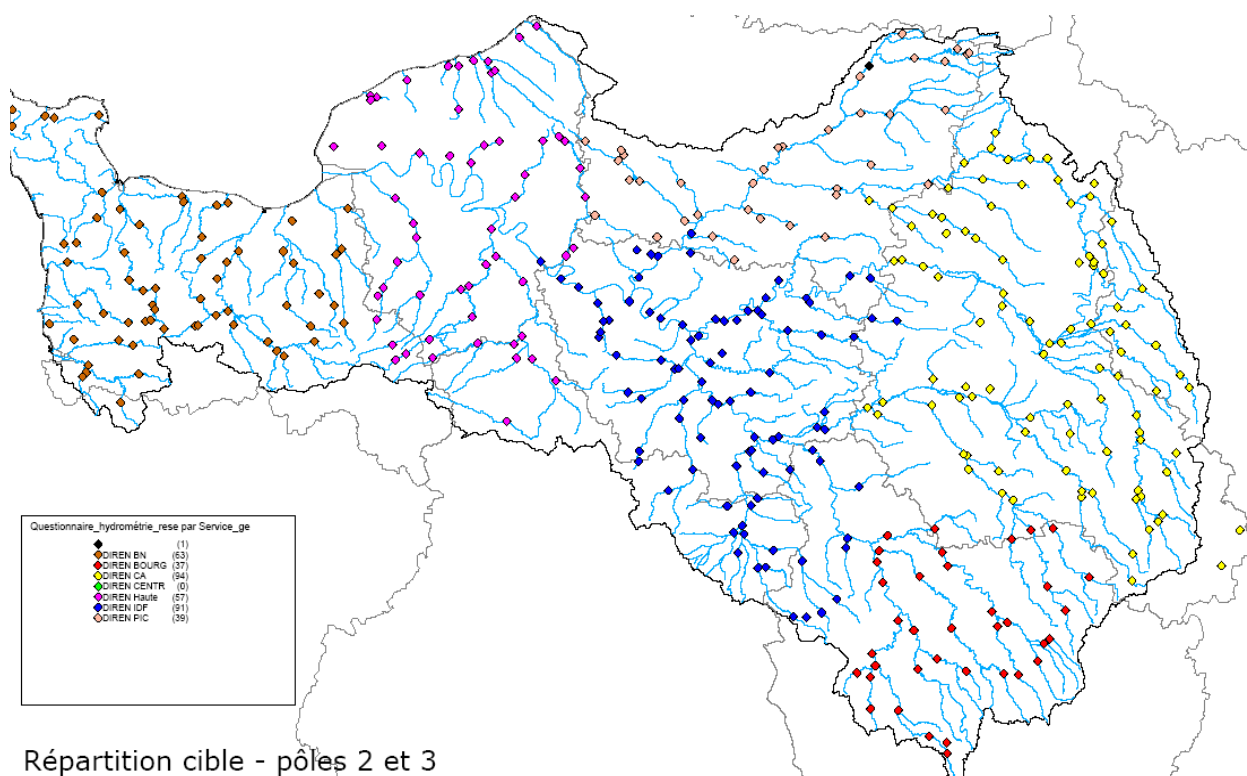 Questionnaire_hydrométrie_rese par Service_ge
(1)
DIREN BN (63)
DIREN BOURG (37)
DIREN CA (94)
DIREN CENTR (0)
DIREN Haute (57)
DIREN IDF (91)
DIREN PIC (39)
Répartition cible - pôles 2 et 3